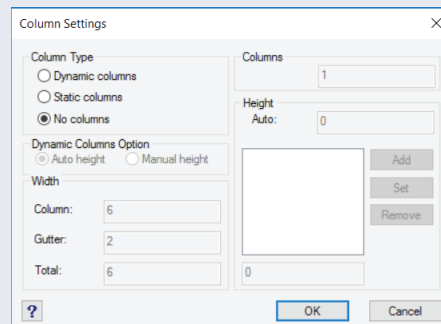 Column Settings
Column Type
Dynamic columns
Static columns
No columns
Dynamic Columns Option
Auto height Manual height
Width
Column: 6
Gutter: 2
Total: 6
Columns
1
Height
Auto: 0
Add
Set
Remove
0
?
OK Cancel